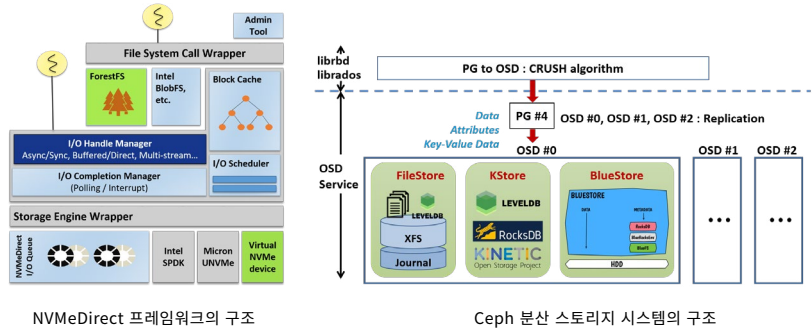 Admin
Tool
File System Call Wrapper
ForestFS
Intel
BlobFS,
etc.
Block Cache
I/O Handle Manager
Async/Sync, Buffered/Direct, Multi-stream...
I/O Completion Manager
(Polling / Interrupt)
I/O Scheduler
Storage Engine Wrapper
NVMeDirect
I/O Queue
Intel
SPDK
Micron
UNVMe
Virtual
NVMe
device
NVMeDirect 프레임워크의 구조
librbd
librados
PG to OSD : CRUSH algorithm
Data
Attributes
Key-Value Data
PG #4
OSD #0, OSD #1, OSD #2 : Replication
OSD #0
OSD #1
OSD #2
OSD
Service
FileStore
LEVELDB
XFS
Journal
KStore
LEVELDB
RocksDB
KINETIC
Open Storage Project
BlueStore
BLUESTORE
DATA
METADATA
RocksDB
BlueRocksEnv
BlueFS
HDD
...
...
Ceph 분산 스토리지 시스템의 구조